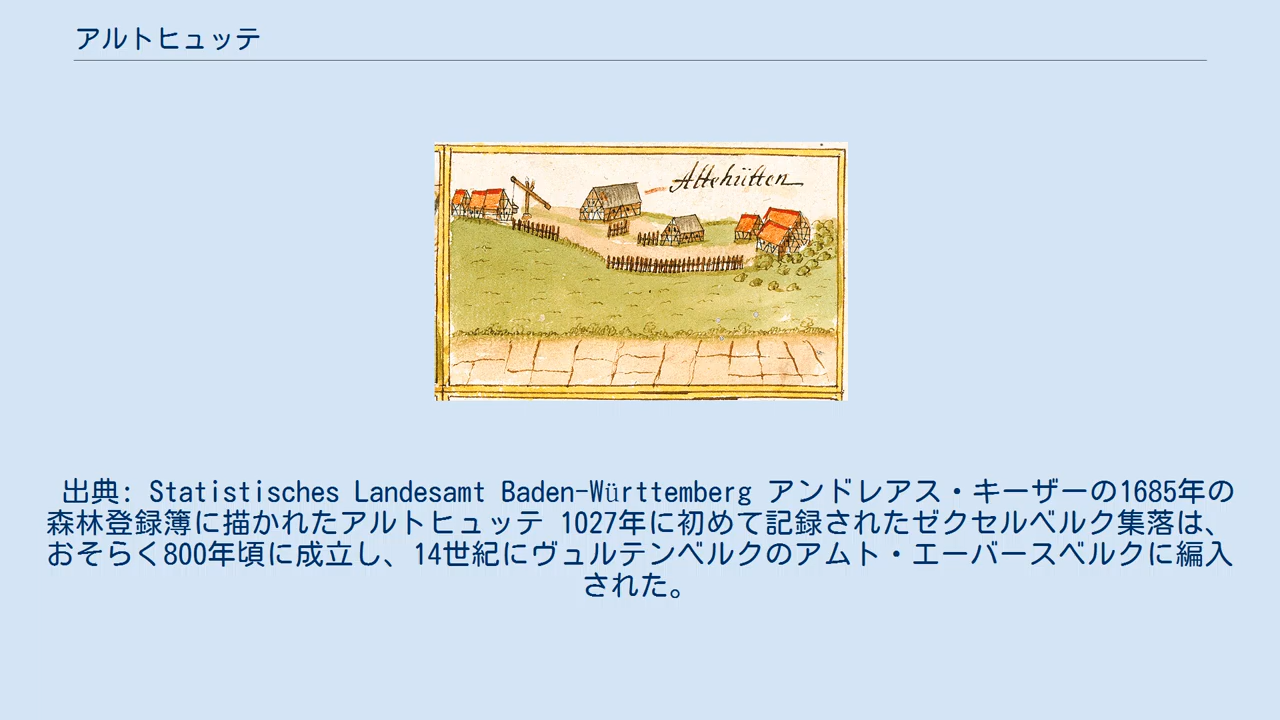 アルトヒュッテ
Altehütten
出典: Statistisches Landesamt Baden-Württemberg アンドレアス・キーザーの1685年の
森林登録簿に描かれたアルトヒュッテ 1027年に初めて記録されたゼクセルベルク集落は、
おそらく800年頃に成立し、14世紀にヴュルテンベルクのアムト・エーバースベルクに編入
された。